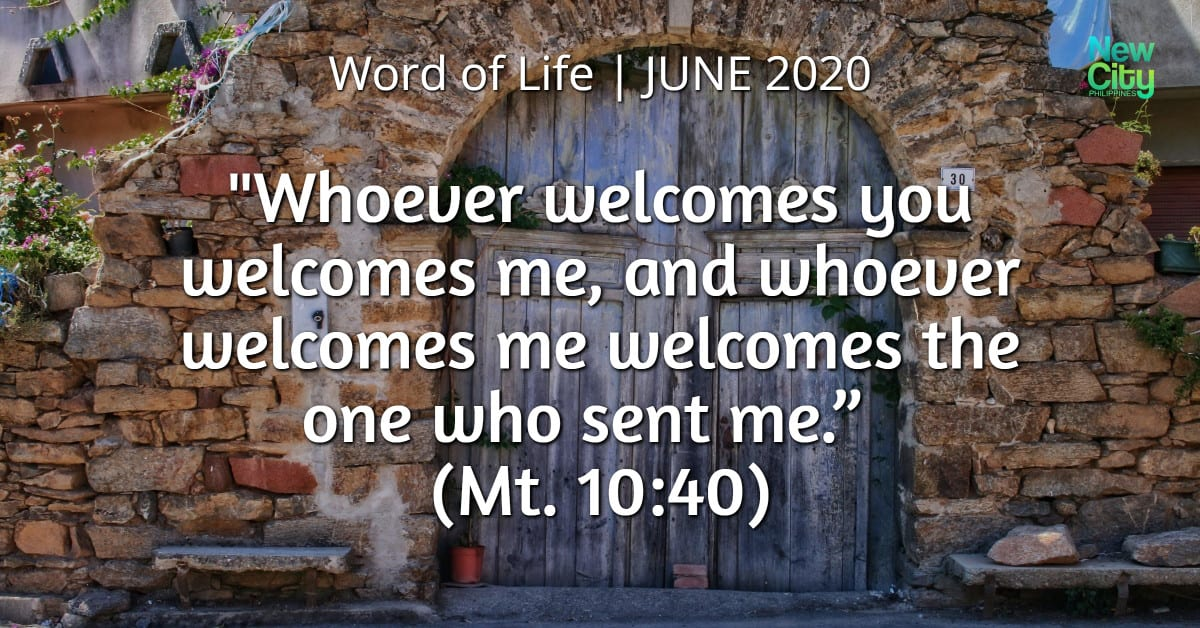 Word of Life | JUNE 2020
New
City
PHILIPPINES
30
"Whoever welcomes you
welcomes me, and whoever
welcomes me welcomes the
one who sent me.”
(Mt. 10:40)